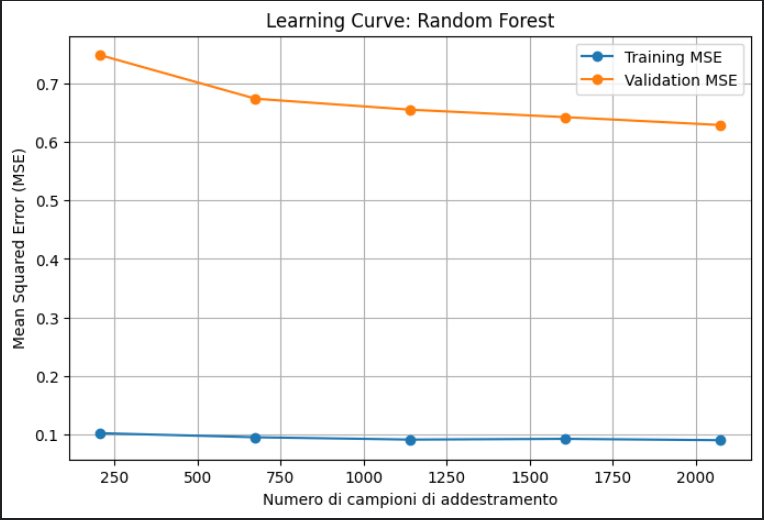 Learning Curve: Random Forest
Training MSE
Validation MSE
Mean Squared Error (MSE)
0.7
0.6
0.5
0.4
0.3
0.2
0.1
250 500 750 1000 1250 1500 1750 2000
Numero di campioni di addestramento